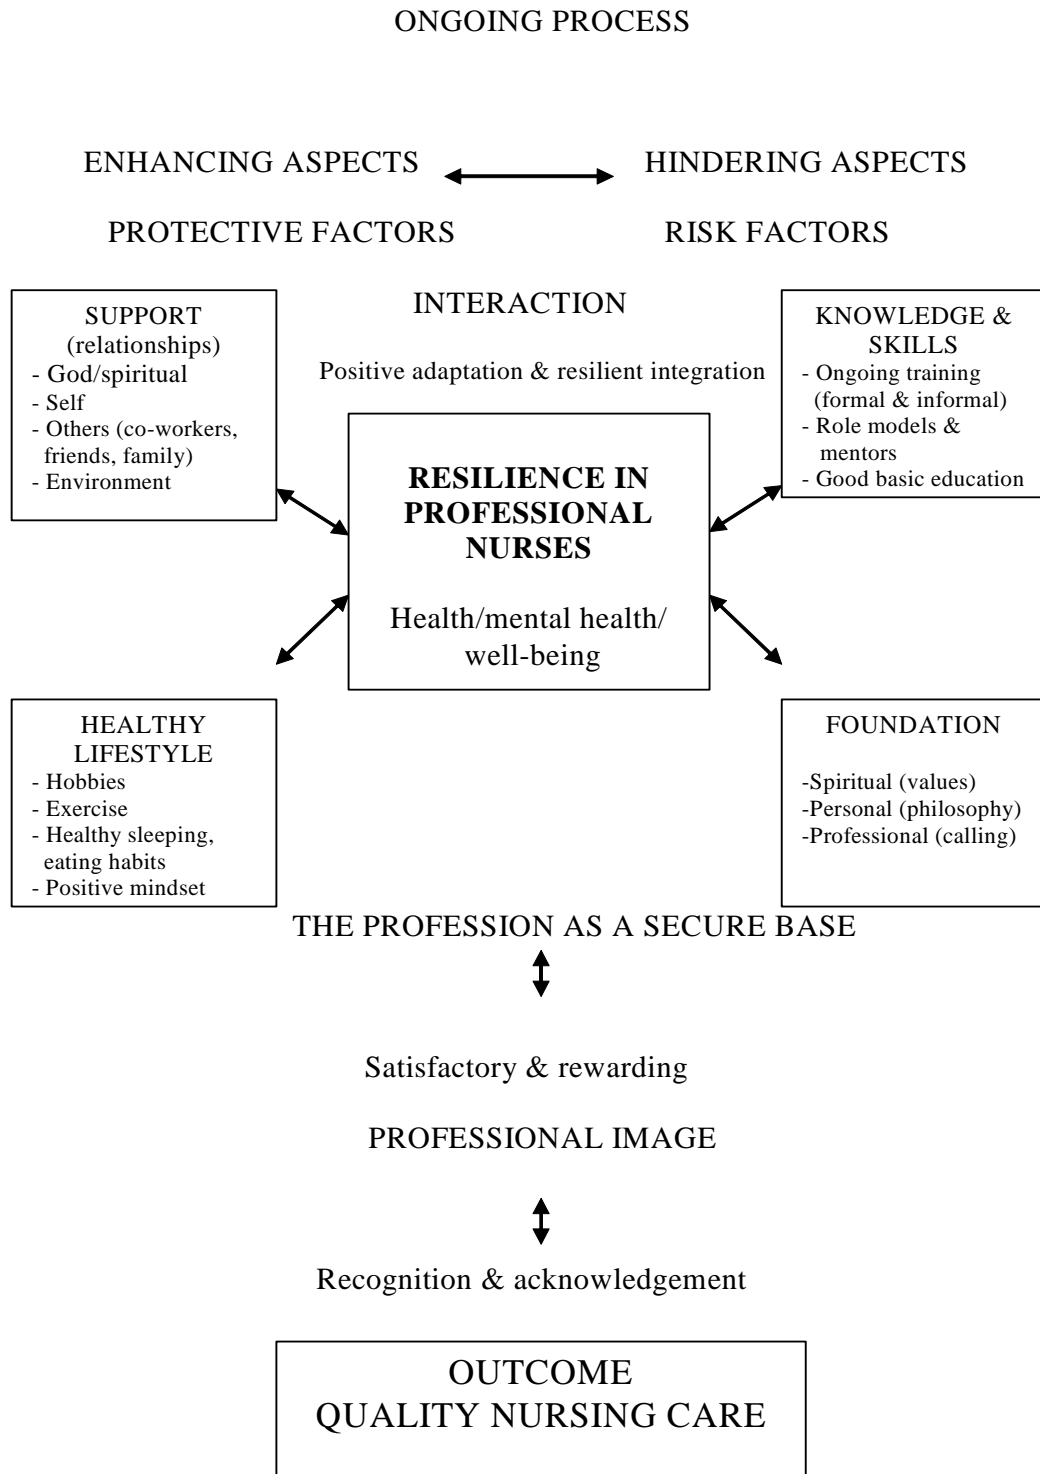 ONGOING PROCESS
ENHANCING ASPECTS
HINDERING ASPECTS
PROTECTIVE FACTORS
RISK FACTORS
INTERACTION
Positive adaptation & resilient integration
SUPPORT
(relationships)
- God/spiritual
- Self
- Others (co-workers,
friends, family)
- Environment
KNOWLEDGE &
SKILLS
- Ongoing training
(formal & informal)
- Role models &
mentors
- Good basic education
RESILIENCE IN
PROFESSIONAL
NURSES
Health/mental health/
well-being
HEALTHY
LIFESTYLE
- Hobbies
- Exercise
- Healthy sleeping,
eating habits
- Positive mindset
FOUNDATION
-Spiritual (values)
-Personal (philosophy)
-Professional (calling)
THE PROFESSION AS A SECURE BASE
Satisfactory & rewarding
PROFESSIONAL IMAGE
Recognition & acknowledgement
OUTCOME
QUALITY NURSING CARE